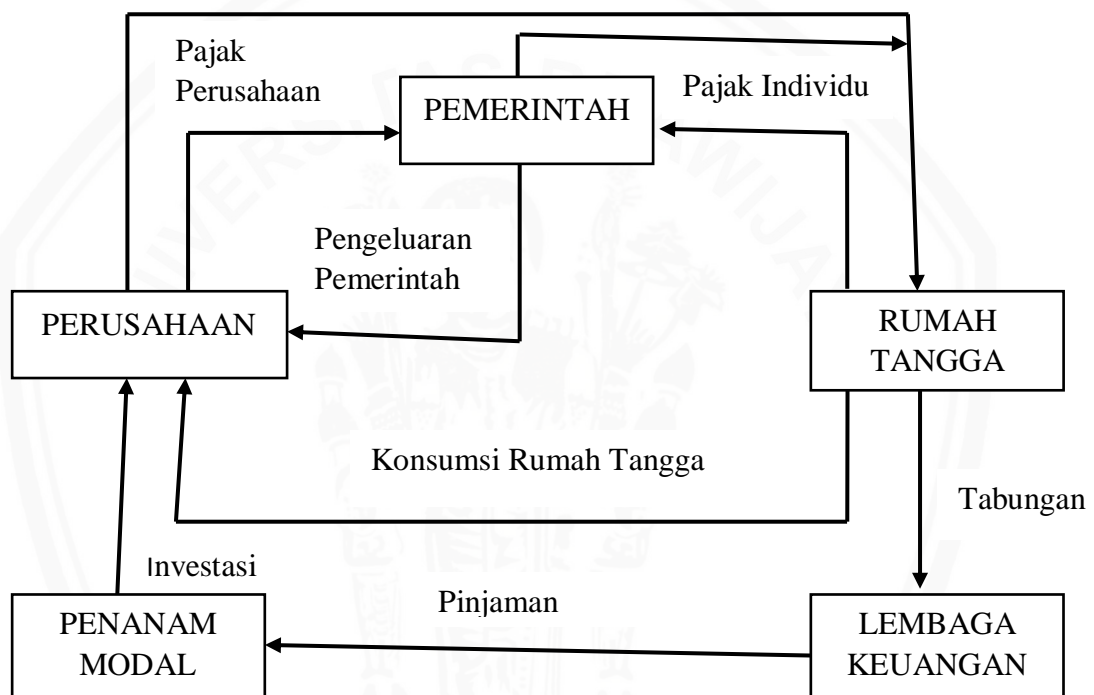 Pajak
Perusahaan
PEMERINTAH
Pajak Individu
Pengeluaran
Pemerintah
PERUSAHAAN
RUMAH
TANGGA
Konsumsi Rumah Tangga
Tabungan
Investasi
Pinjaman
PENANAM
MODAL
LEMBAGA
KEUANGAN